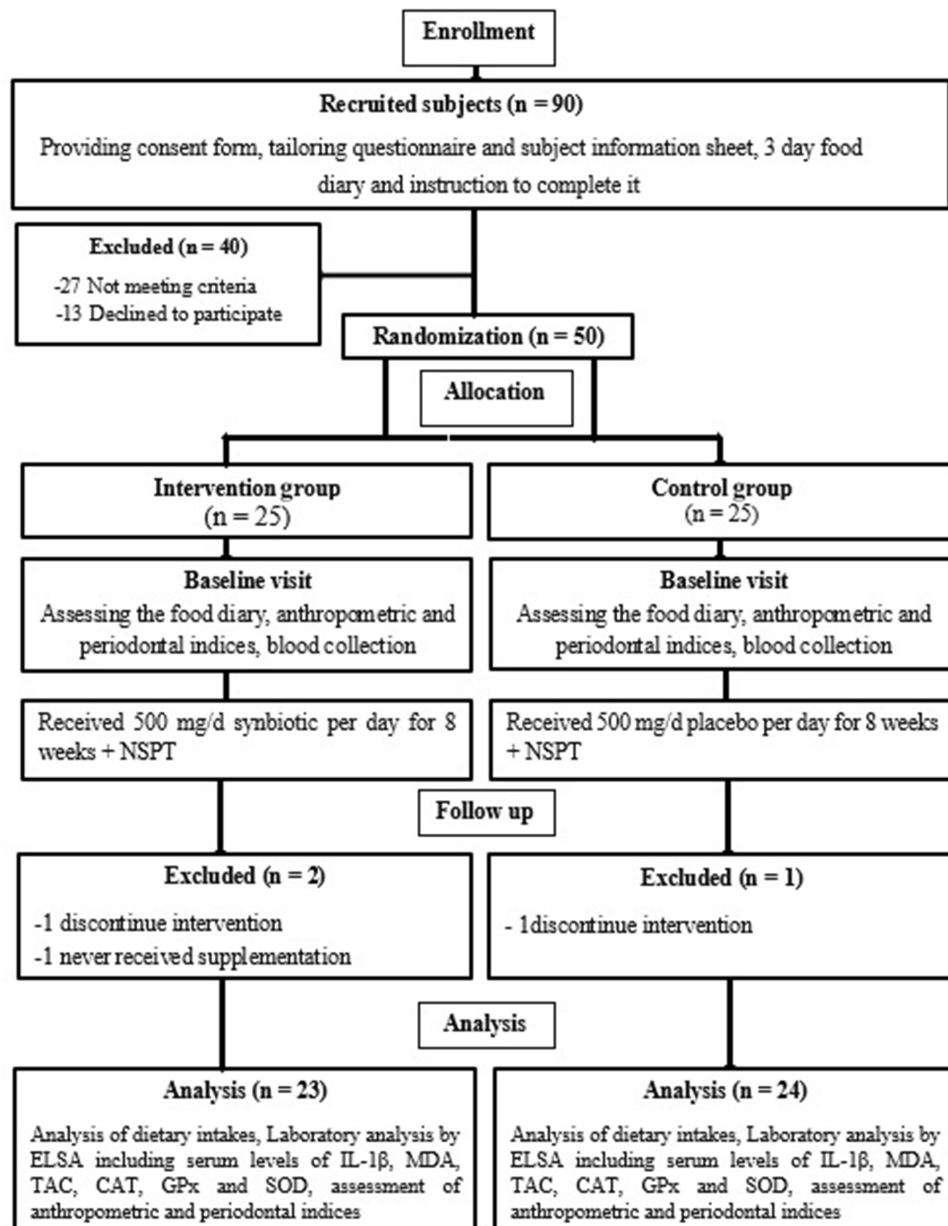 Enrollment
Recruited subjects (n = 90)
Providing consent form, tailoring questionnaire and subject information sheet, 3 day food
diary and instruction to complete it
Excluded (n = 40)
-27 Not meeting criteria
-13 Declined to participate
Randomization (n = 50)
Allocation
Intervention group
(n = 25)
Control group
(n = 25)
Baseline visit
Assessing the food diary, anthropometric and
periodontal indices, blood collection
Baseline visit
Assessing the food diary, anthropometric and
periodontal indices, blood collection
Received 500 mg/d synbiotic per day for 8
weeks + NSPT
Received 500 mg/d placebo per day for 8 weeks
+ NSPT
Follow up
Excluded (n = 2)
-1 discontinue intervention
-1 never received supplementation
Excluded (n = 1)
- 1discontinue intervention
Analysis
Analysis (n = 23)
Analysis of dietary intakes, Laboratory analysis by
ELSA including serum levels of IL-1β, MDA,
TAC, CAT, GPx and SOD, assessment of
anthropometric and periodontal indices
Analysis (n = 24)
Analysis of dietary intakes, Laboratory analysis by
ELSA including serum levels of IL-1β, MDA,
TAC, CAT, GPx and SOD, assessment of
anthropometric and periodontal indices